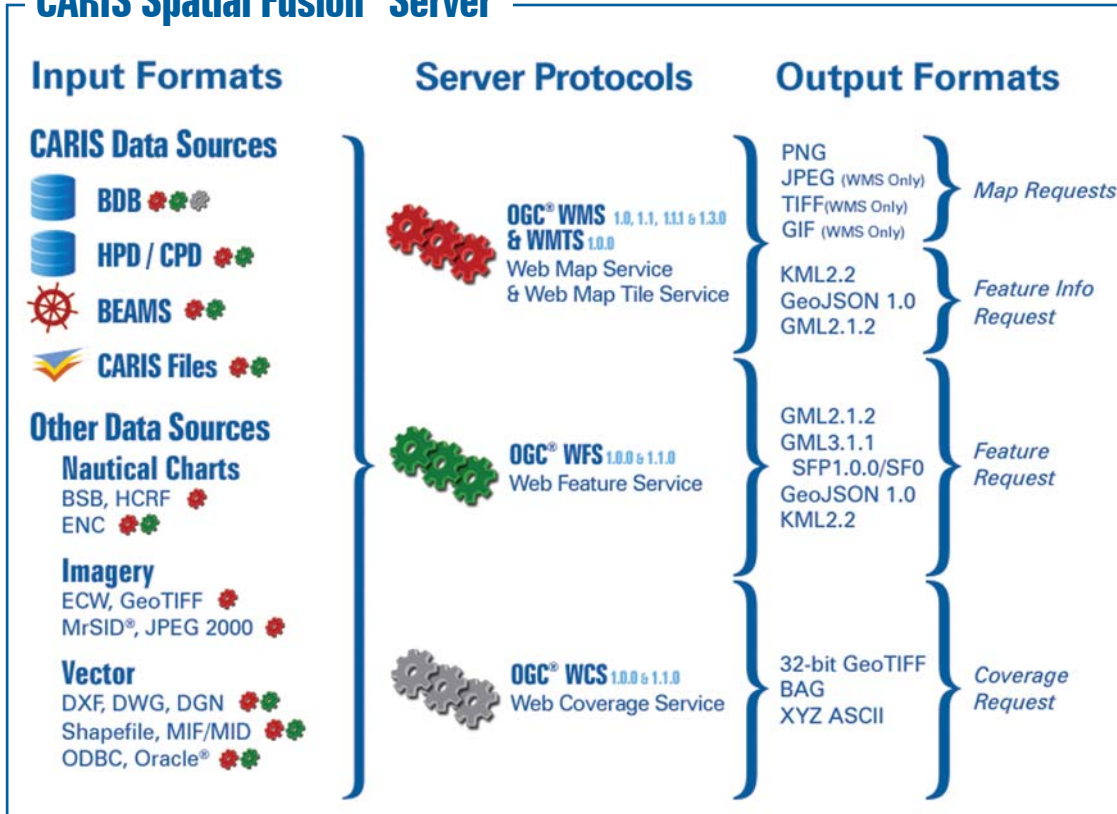 CARIS Spatial Fusion® Server
Input Formats
CARIS Data Sources
BDB
HPD / CPD
BEAMS
CARIS Files
Other Data Sources
Nautical Charts
BSB, HCRF
ENC
Imagery
ECW, GeoTIFF
MrSID®, JPEG 2000
Vector
DXF, DWG, DGN
Shapefile, MIF/MID
ODBC, Oracle®
Server Protocols
OGC® WMS 1.0, 1.1, 1.1.1 & 1.3.0
& WMTS 1.0.0
Web Map Service
& Web Map Tile Service
OGC® WFS 1.0.0 & 1.1.0
Web Feature Service
OGC® WCS 1.0.0 & 1.1.0
Web Coverage Service
Output Formats
PNG
JPEG (WMS Only)
TIFF(WMS Only)
GIF (WMS Only)
Map Requests
KML2.2
GeoJSON 1.0
GML2.1.2
Feature Info
Request
GML2.1.2
GML3.1.1
SFP1.0.0/SF0
GeoJSON 1.0
KML2.2
Feature
Request
32-bit GeoTIFF
BAG
XYZ ASCII
Coverage
Request